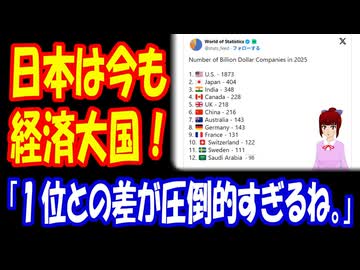 日本は今も
経済大国！
「１位との差が圧倒的すぎるね。」
World of Statistics
@stats_feed · フォローする
Number of Billion Dollar Companies in 2025
1. U.S. - 1873
2. Japan - 404
3. India - 348
4. Canada - 228
5. UK - 218
6. China - 216
7. Australia - 143
8. Germany - 143
9. France - 131
10. Switzerland - 122
11. Sweden - 111
12. Saudi Arabia - 96